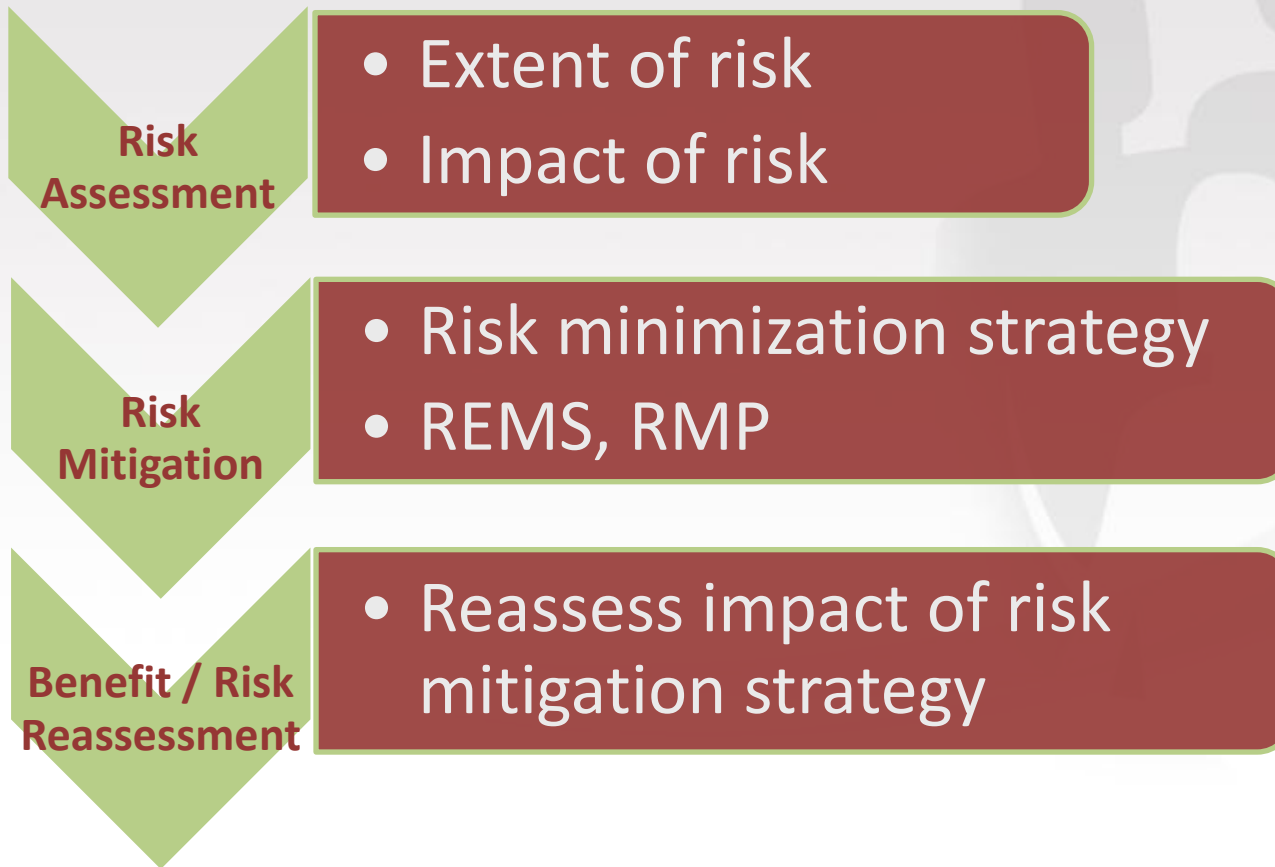 Risk
Assessment
• Extent of risk
• Impact of risk
Risk
Mitigation
• Risk minimization strategy
• REMS, RMP
Benefit / Risk
Reassessment
• Reassess impact of risk
mitigation strategy